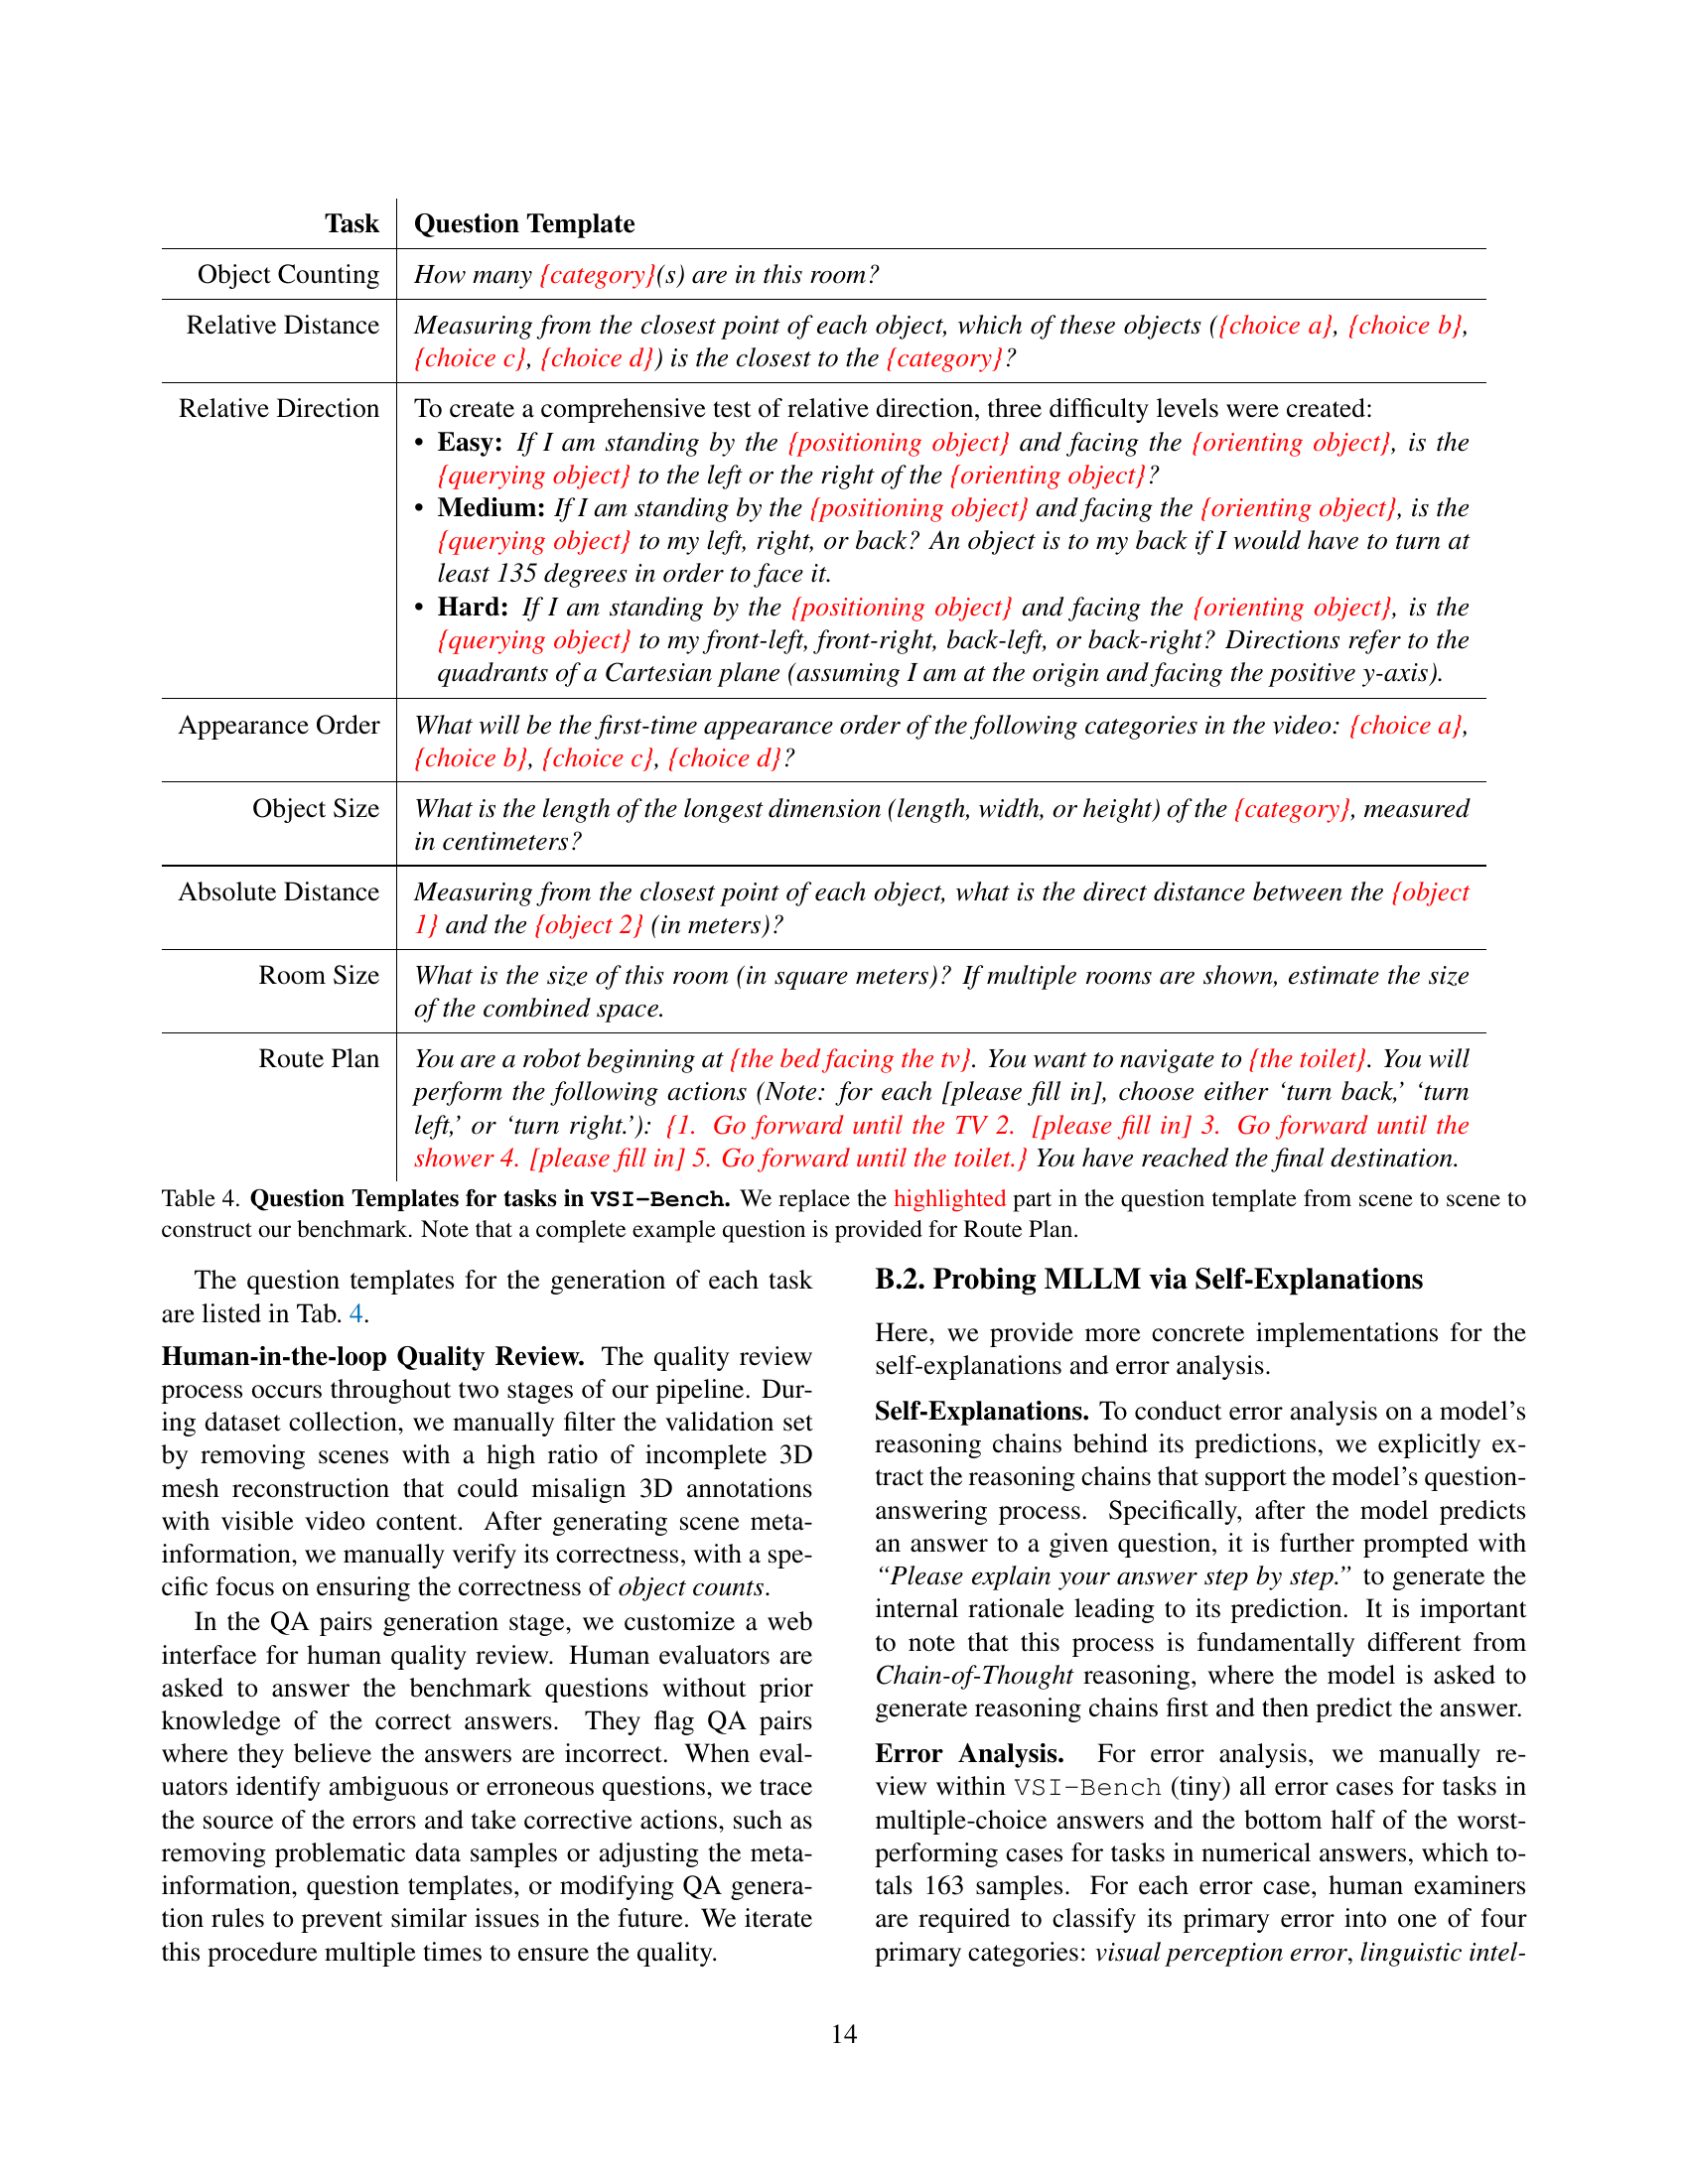 Task Question Template
Object Counting How many {category}(s) are in this room?
Relative Distance Measuring from the closest point of each object, which of these objects ({choice a}, {choice b},
{choice c}, {choice d}) is the closest to the {category}?
Relative Direction To create a comprehensive test of relative direction, three difficulty levels were created:
• Easy: If I am standing by the {positioning object} and facing the {orienting object}, is the
{querying object} to the left or the right of the {orienting object}?
• Medium: If I am standing by the {positioning object} and facing the {orienting object}, is the
{querying object} to my left, right, or back? An object is to my back if I would have to turn at
least 135 degrees in order to face it.
• Hard: If I am standing by the {positioning object} and facing the {orienting object}, is the
{querying object} to my front-left, front-right, back-left, or back-right? Directions refer to the
quadrants of a Cartesian plane (assuming I am at the origin and facing the positive y-axis).
Appearance Order What will be the first-time appearance order of the following categories in the video: {choice a},
{choice b}, {choice c}, {choice d}?
Object Size What is the length of the longest dimension (length, width, or height) of the {category}, measured
in centimeters?
Absolute Distance Measuring from the closest point of each object, what is the direct distance between the {object
1} and the {object 2} (in meters)?
Room Size What is the size of this room (in square meters)? If multiple rooms are shown, estimate the size
of the combined space.
Route Plan You are a robot beginning at {the bed facing the tv}. You want to navigate to {the toilet}. You will
perform the following actions (Note: for each [please fill in], choose either ‘turn back,’ ‘turn
left,’ or ‘turn right.’): {1. Go forward until the TV 2. [please fill in] 3. Go forward until the
shower 4. [please fill in] 5. Go forward until the toilet.} You have reached the final destination.
Table 4. Question Templates for tasks in VSI-Bench. We replace the highlighted part in the question template from scene to scene to
construct our benchmark. Note that a complete example question is provided for Route Plan.
The question templates for the generation of each task
are listed in Tab. 4.
Human-in-the-loop Quality Review. The quality review
process occurs throughout two stages of our pipeline. Dur-
ing dataset collection, we manually filter the validation set
by removing scenes with a high ratio of incomplete 3D
mesh reconstruction that could misalign 3D annotations
with visible video content. After generating scene meta-
information, we manually verify its correctness, with a spe-
cific focus on ensuring the correctness of object counts.
In the QA pairs generation stage, we customize a web
interface for human quality review. Human evaluators are
asked to answer the benchmark questions without prior
knowledge of the correct answers. They flag QA pairs
where they believe the answers are incorrect. When eval-
uators identify ambiguous or erroneous questions, we trace
the source of the errors and take corrective actions, such as
removing problematic data samples or adjusting the meta-
information, question templates, or modifying QA genera-
tion rules to prevent similar issues in the future. We iterate
this procedure multiple times to ensure the quality.
B.2. Probing MLLM via Self-Explanations
Here, we provide more concrete implementations for the
self-explanations and error analysis.
Self-Explanations. To conduct error analysis on a model’s
reasoning chains behind its predictions, we explicitly ex-
tract the reasoning chains that support the model’s question-
answering process. Specifically, after the model predicts
an answer to a given question, it is further prompted with
“Please explain your answer step by step.” to generate the
internal rationale leading to its prediction. It is important
to note that this process is fundamentally different from
Chain-of-Thought reasoning, where the model is asked to
generate reasoning chains first and then predict the answer.
Error Analysis. For error analysis, we manually re-
view within VSI-Bench (tiny) all error cases for tasks in
multiple-choice answers and the bottom half of the worst-
performing cases for tasks in numerical answers, which to-
tals 163 samples. For each error case, human examiners
are required to classify its primary error into one of four
primary categories: visual perception error, linguistic intel-
14